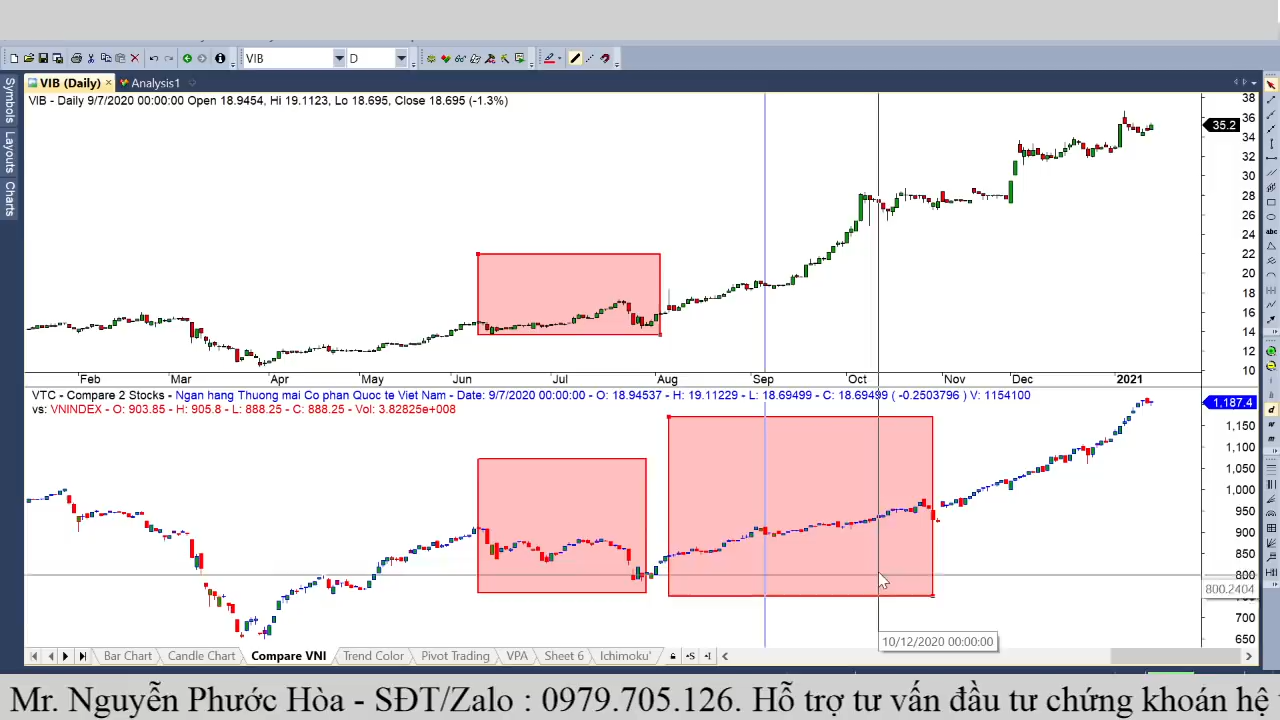 VIB D
VIB (Daily) × Analysis1
VIB - Daily 9/7/2020 00:00:00 Open 18.9454, Hi 19.1123, Lo 18.695, Close 18.695 (-1.3%)
Symbols
Layouts
Charts
38
36
35.2
34
32
30
28
26
24
22
20
18
16
14
12
10
Feb Mar Apr May Jun Jul Aug Sep Oct Nov Dec 2021
VTC - Compare 2 Stocks - Ngan hang Thuong mai Co phan Quoc te Viet Nam - Date: 9/7/2020 00:00:00 - O: 18.94537 - H: 19.11229 - L: 18.69499 - C: 18.69499 ( -0.2503796 ) V: 1154100
vs: VNINDEX - O: 903.85 - H: 905.8 - L: 888.25 - C: 888.25 - Vol: 3.82825e+008
1,187.4
1,150
1,100
1,050
1,000
950
900
850
800
800.2404
700
650
10/12/2020 00:00:00
Bar Chart Candle Chart Compare VNI Trend Color Pivot Trading VPA Sheet 6 Ichimoku'
Mr. Nguyễn Phước Hòa - SĐT/Zalo : 0979.705.126. Hỗ trợ tư vấn đầu tư chứng khoán hệ